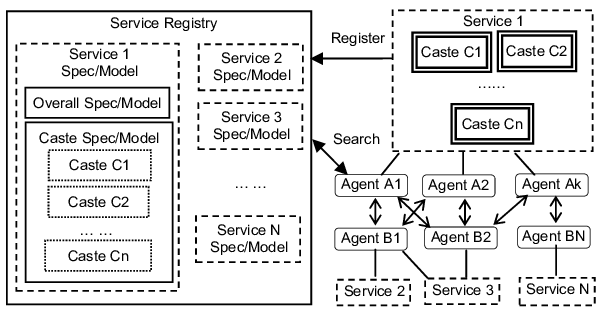 Service Registry
Service 1
Spec/Model
Overall Spec/Model
Caste Spec/Model
Caste C1
Caste C2
... ...
Caste Cn
Service 2
Spec/Model
Service 3
Spec/Model
... ...
Service N
Spec/Model
Register
Search
Service 1
Caste C1
Caste C2
......
Caste Cn
Agent A1
Agent A2
Agent Ak
Agent B1
Agent B2
Agent BN
Service 2
Service 3
Service N